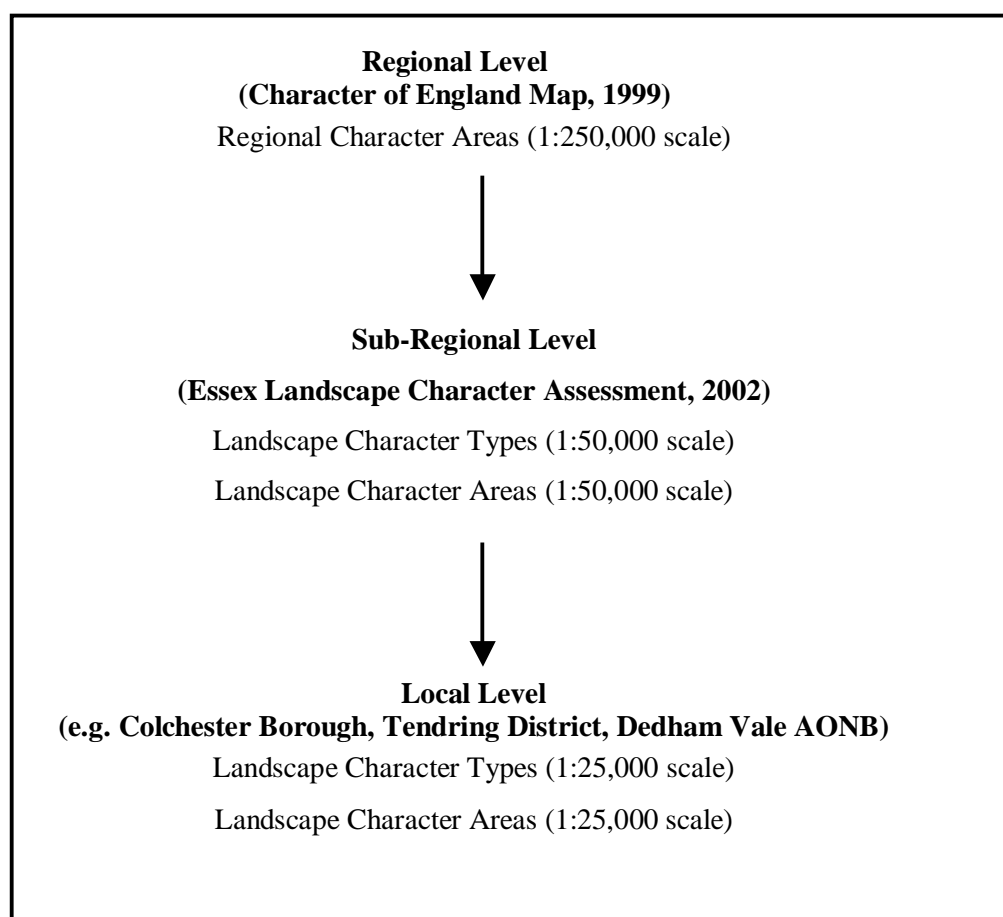 Regional Level
(Character of England Map, 1999)
Regional Character Areas (1:250,000 scale)
Sub-Regional Level
(Essex Landscape Character Assessment, 2002)
Landscape Character Types (1:50,000 scale)
Landscape Character Areas (1:50,000 scale)
Local Level
(e.g. Colchester Borough, Tendring District, Dedham Vale AONB)
Landscape Character Types (1:25,000 scale)
Landscape Character Areas (1:25,000 scale)